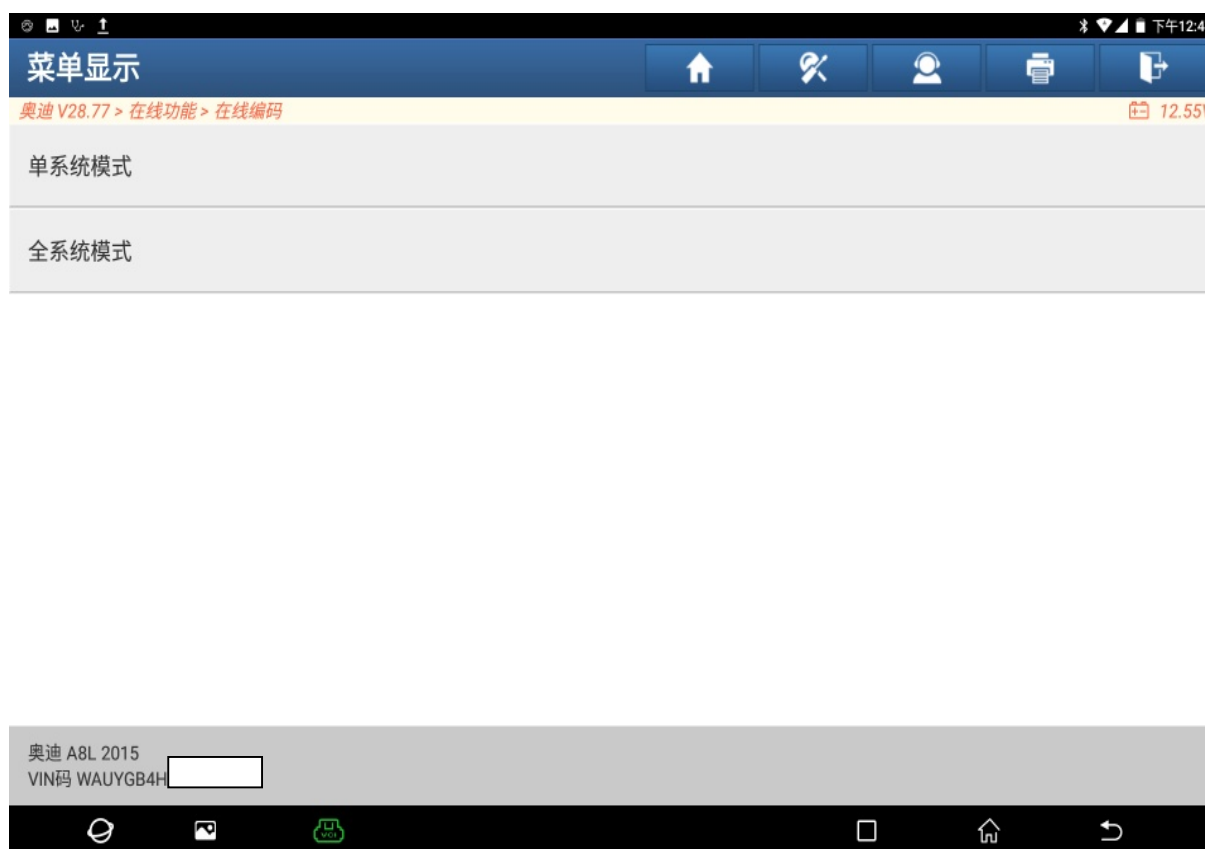 下午12:4
菜单显示
奥迪 V28.77 > 在线功能 > 在线编码
12.55V
单系统模式
全系统模式
奥迪 A8L 2015
VIN码 WAUYGB4H
VCI